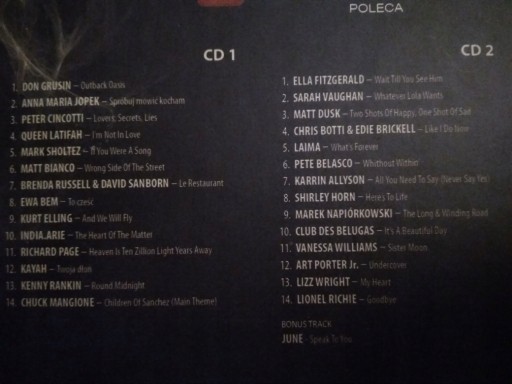 POLECA
CD 1
1. DON GRUSIN – Outback Oasis
2. ANNA MARIA JOPEK – Spróbuj mówić kocham
3. PETER CINCOTTI – Lovers, Secrets, Lies
4. QUEEN LATIFAH – I'm Not In Love
5. MARK SHOLTEZ – If You Were A Song
6. MATT BIANCO – Wrong Side Of The Street
7. BRENDA RUSSELL & DAVID SANBORN – Le Restaurant
8. EWA BEM – To cześć
9. KURT ELLING – And We Will Fly
10. INDIA.ARIE – The Heart Of The Matter
11. RICHARD PAGE – Heaven Is Ten Zillion Light Years Away
12. KAYAH – Twoja dłoń
13. KENNY RANKIN – Round Midnight
14. CHUCK MANGIONE – Children Of Sanchez (Main Theme)
CD 2
1. ELLA FITZGERALD – Wait Till You See Him
2. SARAH VAUGHAN – Whatever Lola Wants
3. MATT DUSK – Two Shots Of Happy, One Shot Of Sad
4. CHRIS BOTTI & EDIE BRICKELL – Like I Do Now
5. LAIMA – What's Forever
6. PETE BELASCO – Whithout Within
7. KARRIN ALLYSON – All You Need To Say (Never Say Yes)
8. SHIRLEY HORN – Here's To Life
9. MAREK NAPIÓRKOWSKI – The Long & Winding Road
10. CLUB DES BELUGAS – It's A Beautiful Day
11. VANESSA WILLIAMS – Sister Moon
12. ART PORTER Jr. – Undercover
13. LIZZ WRIGHT – My Heart
14. LIONEL RICHIE – Goodbye
BONUS TRACK
JUNE - Speak To You